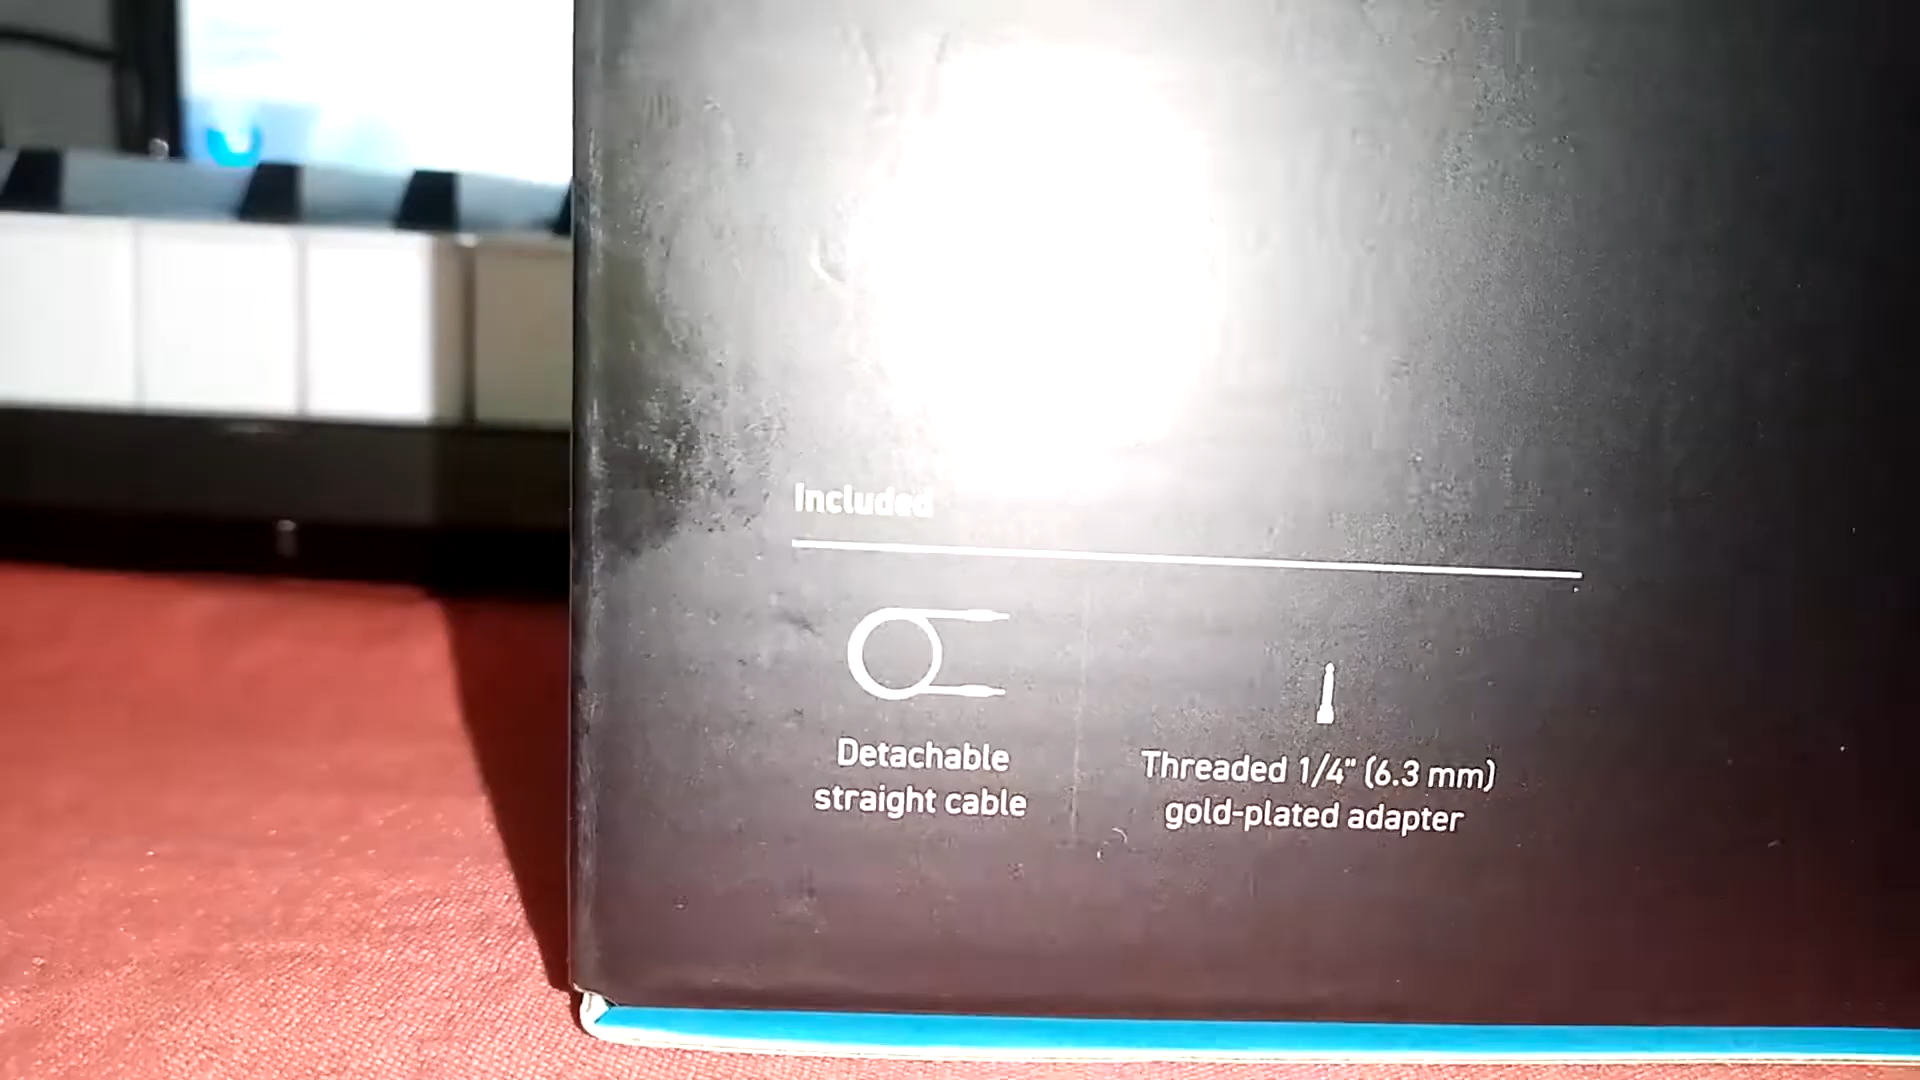 Included
Detachable
straight cable
Threaded 1/4" (6.3 mm)
gold-plated adapter